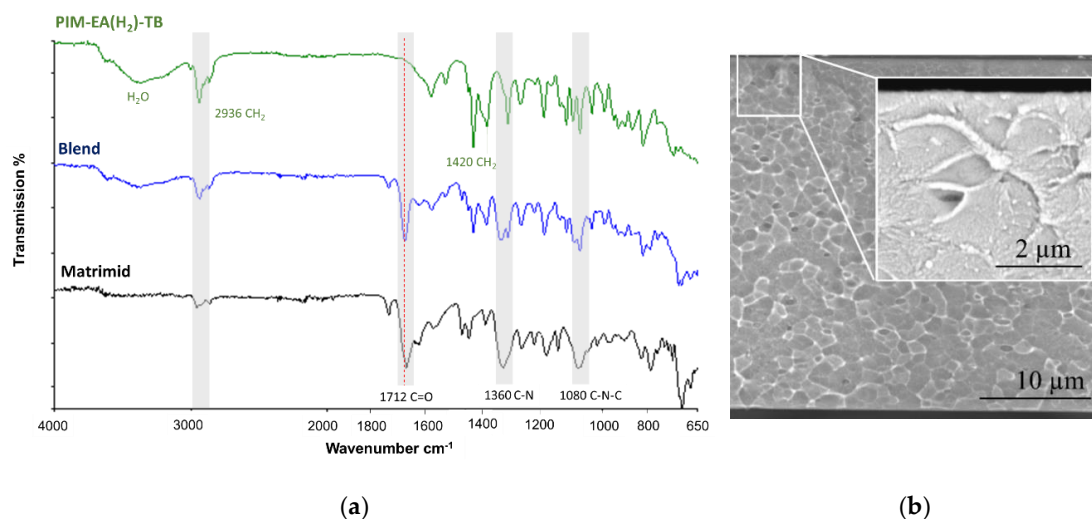 PIM-EA(H₂)-TB
H₂O
2936 CH₂
Blend
1420 CH₂
Matrimid
1712 C=O
1360 C-N
1080 C-N-C
Transmission %
4000
3000
2000
1600
1400
1200
1000
800
650
Wavenumber cm⁻¹
(a)
2 µm
10 µm
(b)